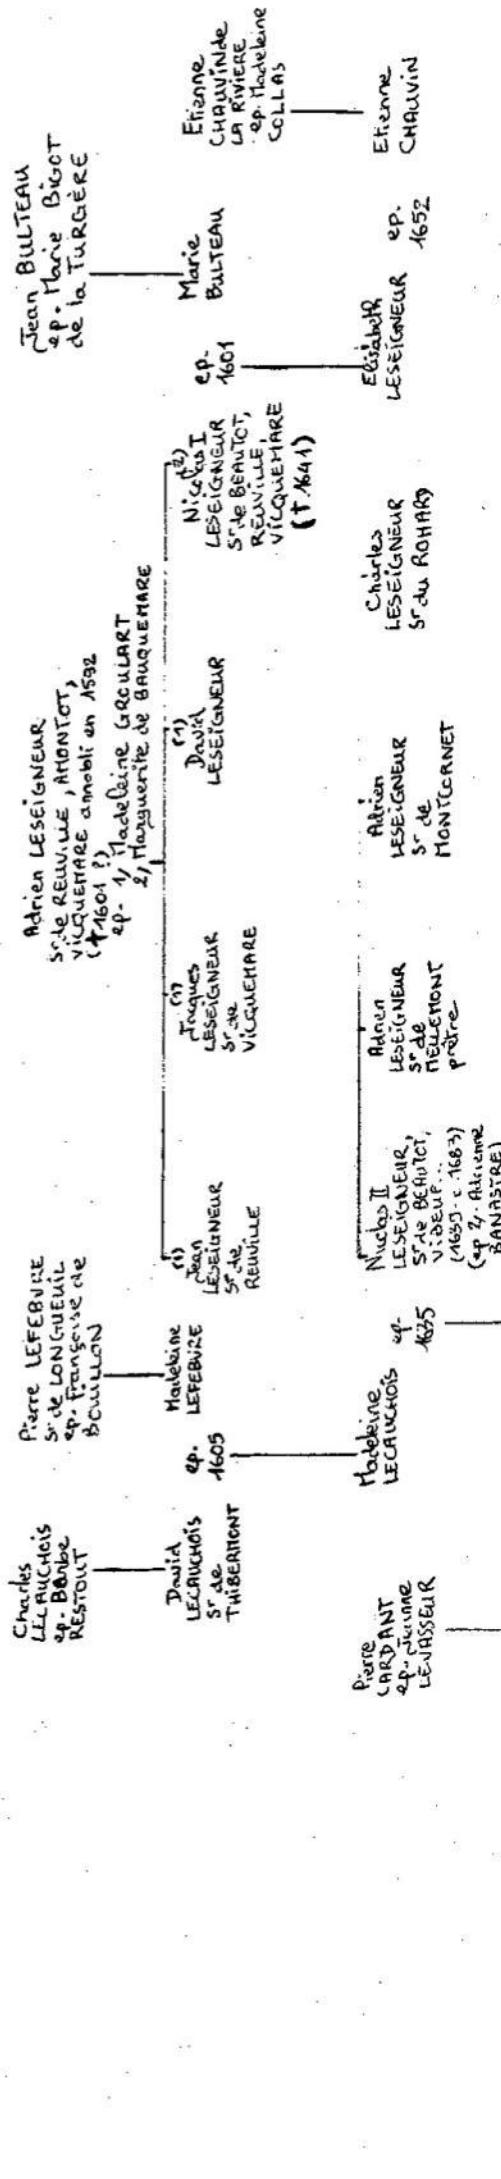 Charles
LECAUCHOIS
ep. Barbe
RESTOUT
Pierre LEFEBVRE
Sr de LONGUEUIL
ep. Françoise de
BOUILLON
Adrien LESEIGNEUR
Sr de REUVILLE, AMONTOT,
VICQUEMARE annobli en 1592
(†1601 ?)
ep. 1/ Madeleine GROULART
2/ Marguerite de BAUQUEMARE
Jean BULTEAU
ep. Marie BIGOT
de la TURGÈRE
David
LECAUCHOIS
Sr de
THIBERMONT
ep.
1605
Madeleine
LEFEBVRE
(1)
Jean
LESEIGNEUR
Sr de
REUVILLE
(1)
Jacques
LESEIGNEUR
Sr de
VICQUEMARE
(1)
David
LESEIGNEUR
(2)
Nicolas I
LESEIGNEUR
Sr de BEAUTOT,
REUVILLE,
VICQUEMARE
(†.1641)
ep.
1601
Marie
BULTEAU
Etienne
CHAUVIN de
LA RIVIERE
ep. Madeleine
COLLAS
Pierre
CARDANT
ep. Jeanne
LEVASSEUR
Madeleine
LECAUCHOIS
ep.
1635
Nicolas II
LESEIGNEUR,
Sr de BEAUTOT,
VIBEUF...
(1639- c.1683)
(ep 2/ Adrienne
BANASTRE)
Adrien
LESEIGNEUR
Sr de
MELLEMONT
prêtre
Adrien
LESEIGNEUR
Sr de
MONTCORNET
Charles
LESEIGNEUR
Sr du ROHARD
Elisabeth
LESEIGNEUR
ep.
1652
Etienne
CHAUVIN